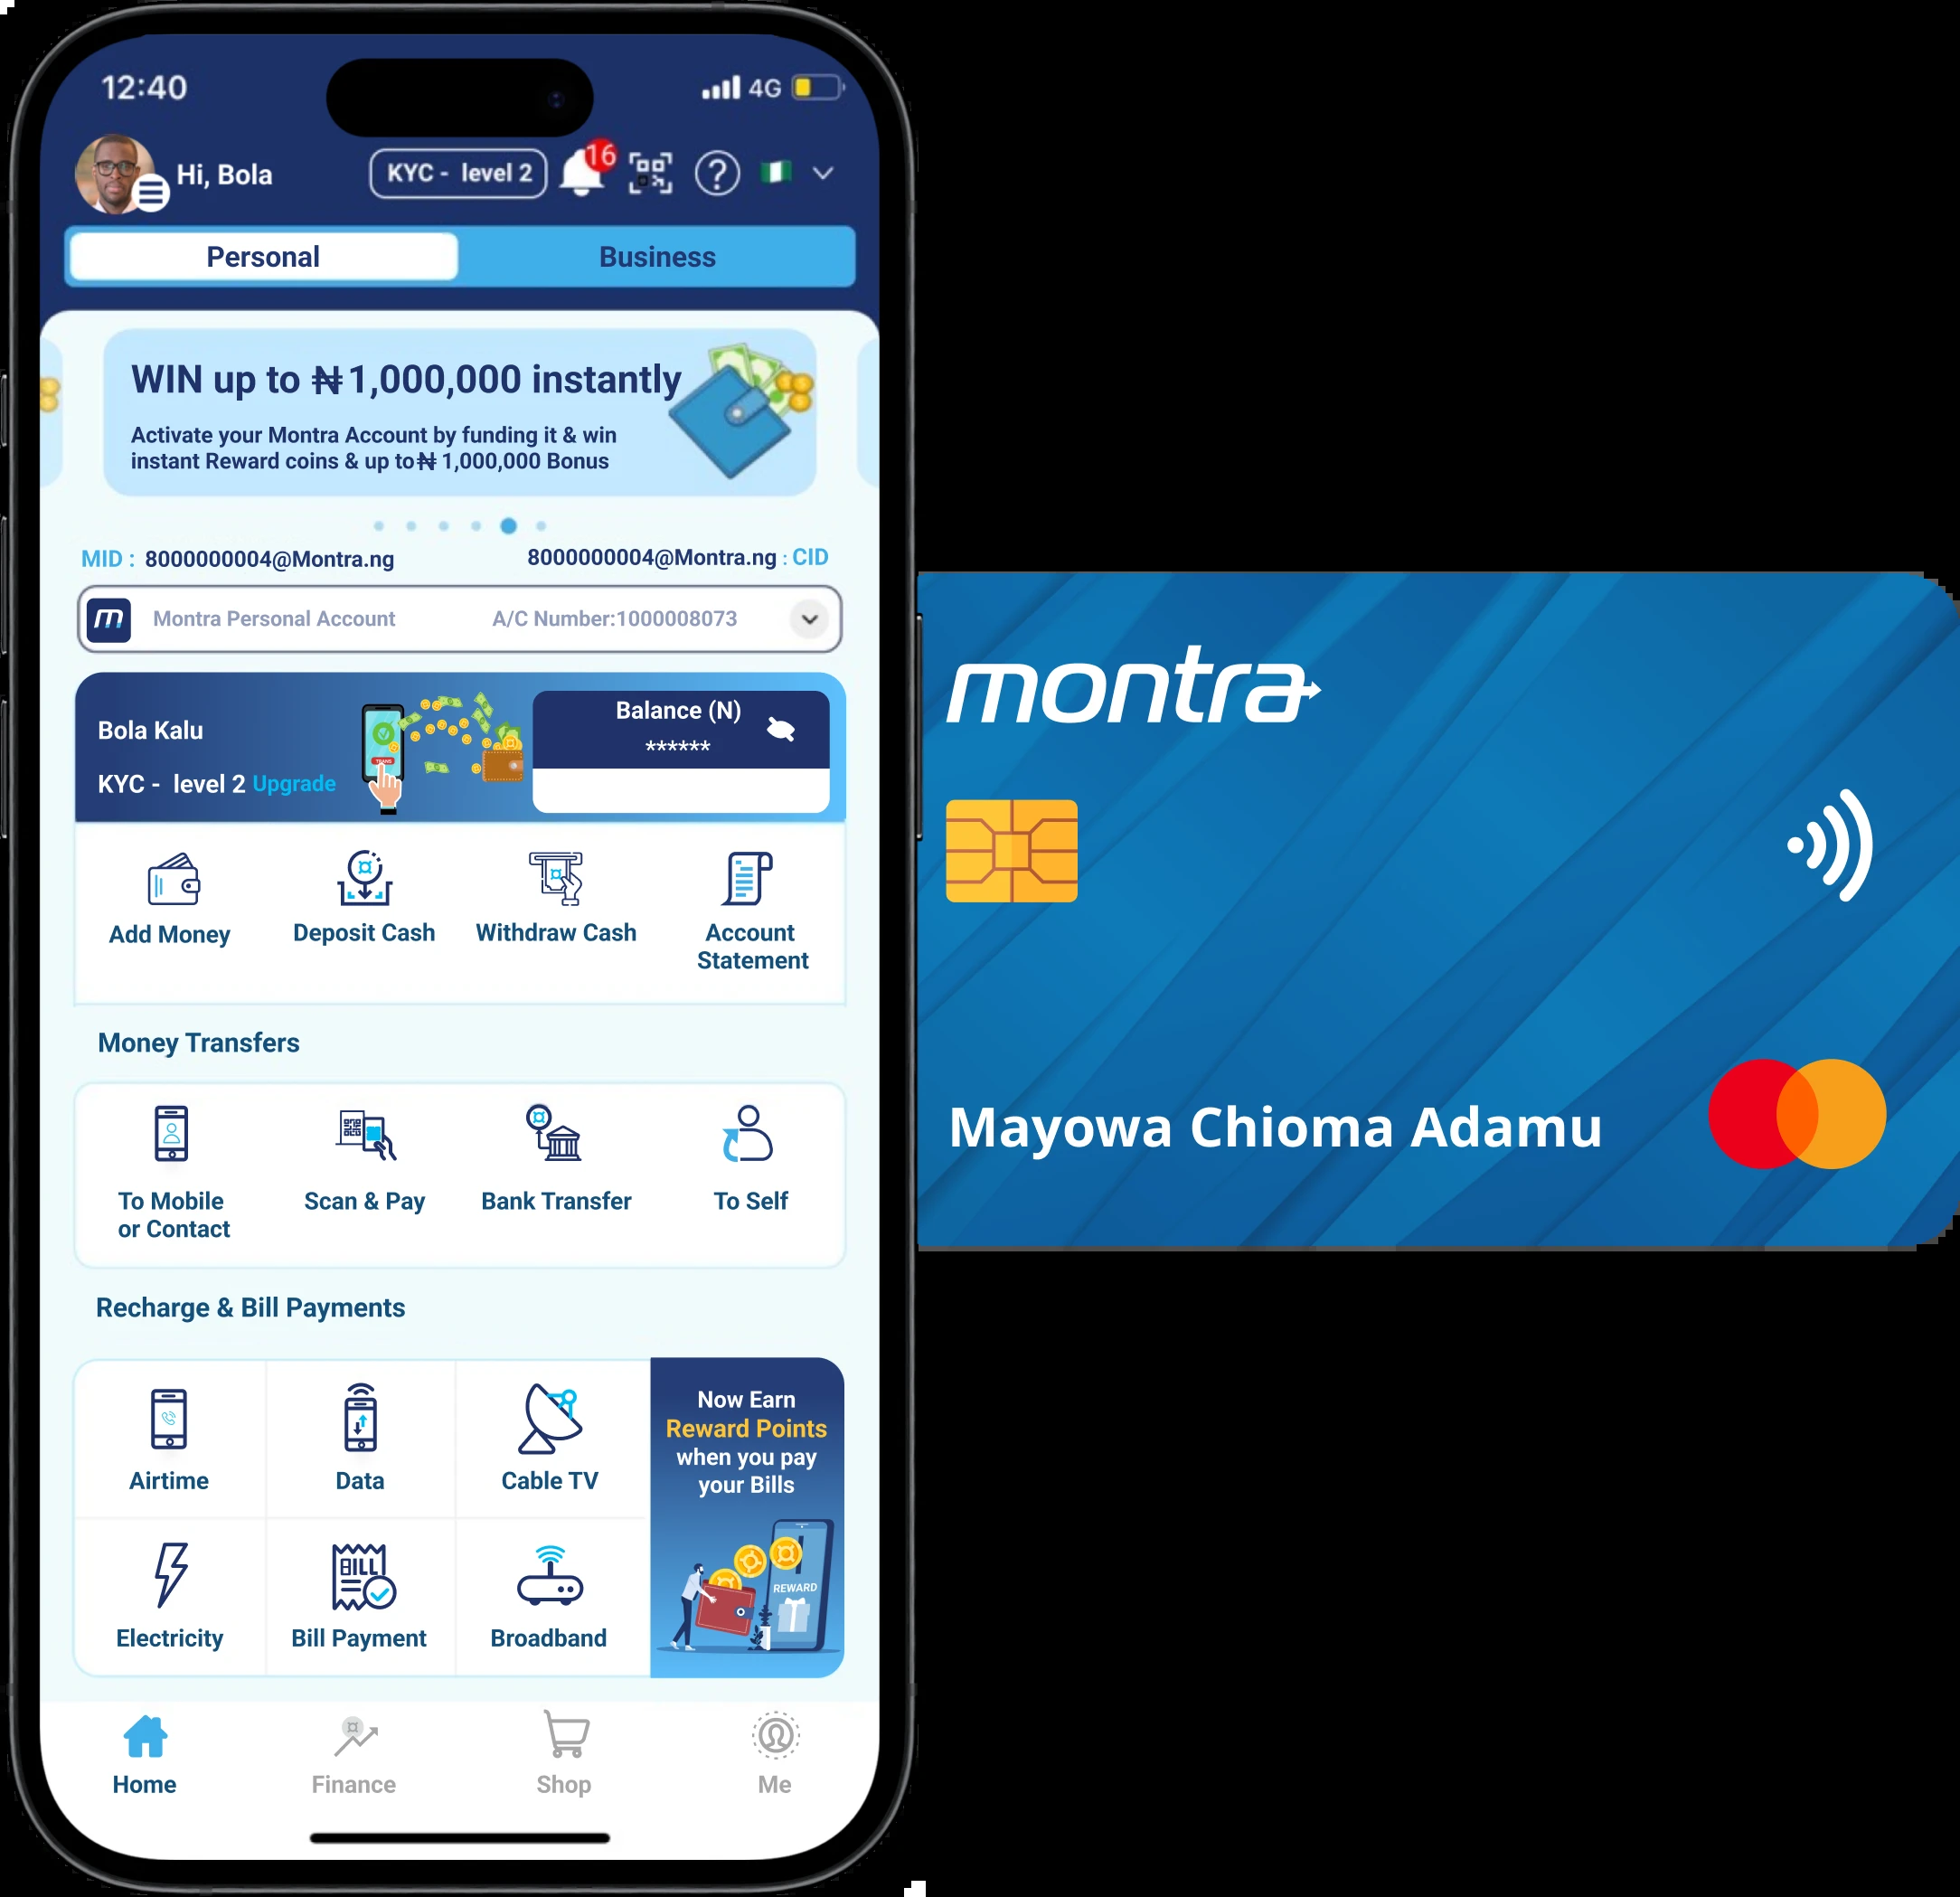 12:40
4G
Hi, Bola
KYC - level 2
16
Personal
Business
WIN up to ₦1,000,000 instantly
Activate your Montra Account by funding it & win
instant Reward coins & up to ₦ 1,000,000 Bonus
MID : 8000000004@Montra.ng
8000000004@Montra.ng : CID
m
Montra Personal Account
A/C Number:1000008073
Bola Kalu
KYC - level 2 Upgrade
Balance (N)
******
Add Money
Deposit Cash
Withdraw Cash
Account
Statement
Money Transfers
To Mobile
or Contact
Scan & Pay
Bank Transfer
To Self
Recharge & Bill Payments
Airtime
Data
Cable TV
Now Earn
Reward Points
when you pay
your Bills
REWARD
Electricity
BILL
Bill Payment
Broadband
Home
Finance
Shop
Me
montra
Mayowa Chioma Adamu